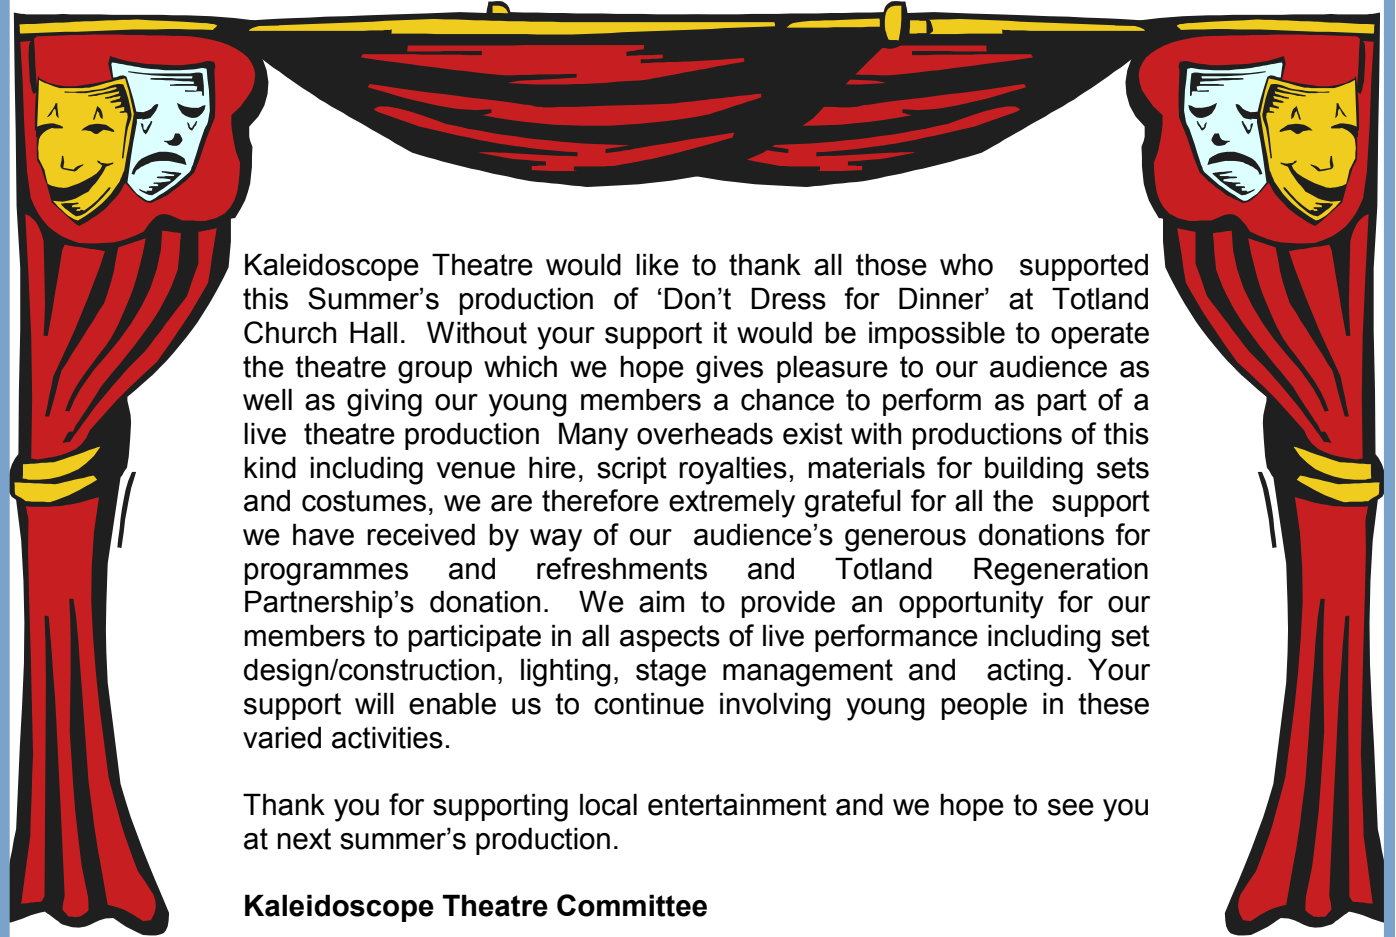 Kaleidoscope Theatre would like to thank all those who supported
this Summer’s production of ‘Don’t Dress for Dinner’ at Totland
Church Hall. Without your support it would be impossible to operate
the theatre group which we hope gives pleasure to our audience as
well as giving our young members a chance to perform as part of a
live theatre production Many overheads exist with productions of this
kind including venue hire, script royalties, materials for building sets
and costumes, we are therefore extremely grateful for all the support
we have received by way of our audience’s generous donations for
programmes and refreshments and Totland Regeneration
Partnership’s donation. We aim to provide an opportunity for our
members to participate in all aspects of live performance including set
design/construction, lighting, stage management and acting. Your
support will enable us to continue involving young people in these
varied activities.

Thank you for supporting local entertainment and we hope to see you
at next summer’s production.

Kaleidoscope Theatre Committee